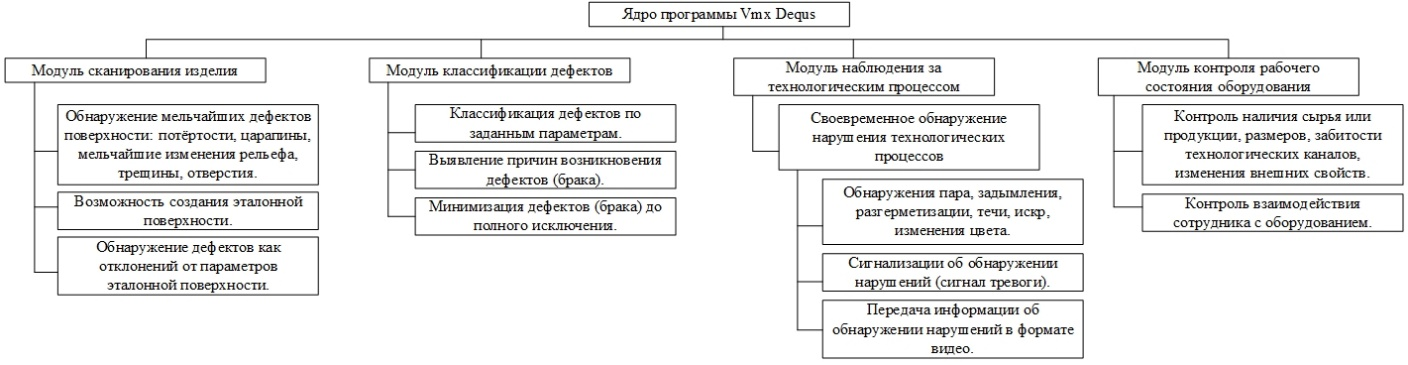 Ядро программы Vmx Dequs
Модуль сканирования изделия
Обнаружение мельчайших дефектов
поверхности: потёртости, царапины,
мельчайшие изменения рельефа,
трещины, отверстия.
Возможность создания эталонной
поверхности.
Обнаружение дефектов как
отклонений от параметров
эталонной поверхности.
Модуль классификации дефектов
Классификация дефектов по
заданным параметрам.
Выявление причин возникновения
дефектов (брака).
Минимизация дефектов (брака) до
полного исключения.
Модуль наблюдения за
технологическим процессом
Своевременное обнаружение
нарушения технологических
процессов
Обнаружения пара, задымления,
разгерметизации, течи, искр,
изменения цвета.
Сигнализации об обнаружении
нарушений (сигнал тревоги).
Передача информации об
обнаружении нарушений в формате
видео.
Модуль контроля рабочего
состояния оборудования
Контроль наличия сырья или
продукции, размеров, забитости
технологических каналов,
изменения внешних свойств.
Контроль взаимодействия
сотрудника с оборудованием.